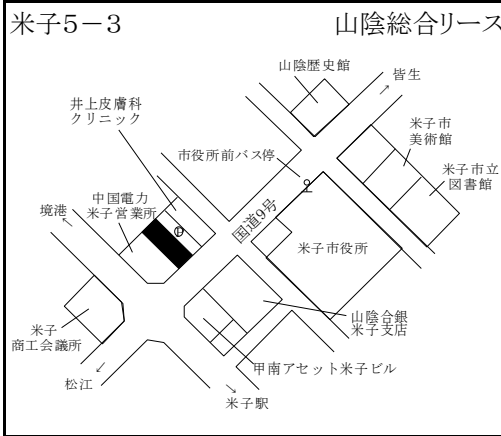 米子5－3
山陰総合リース
山陰歴史館
皆生
井上皮膚科
クリニック
米子市
美術館
市役所前バス停
米子市立
図書館
中国電力
米子営業所
境港
国道9号
米子市役所
米子
商工会議所
山陰合銀
米子支店
甲南アセット米子ビル
松江
米子駅